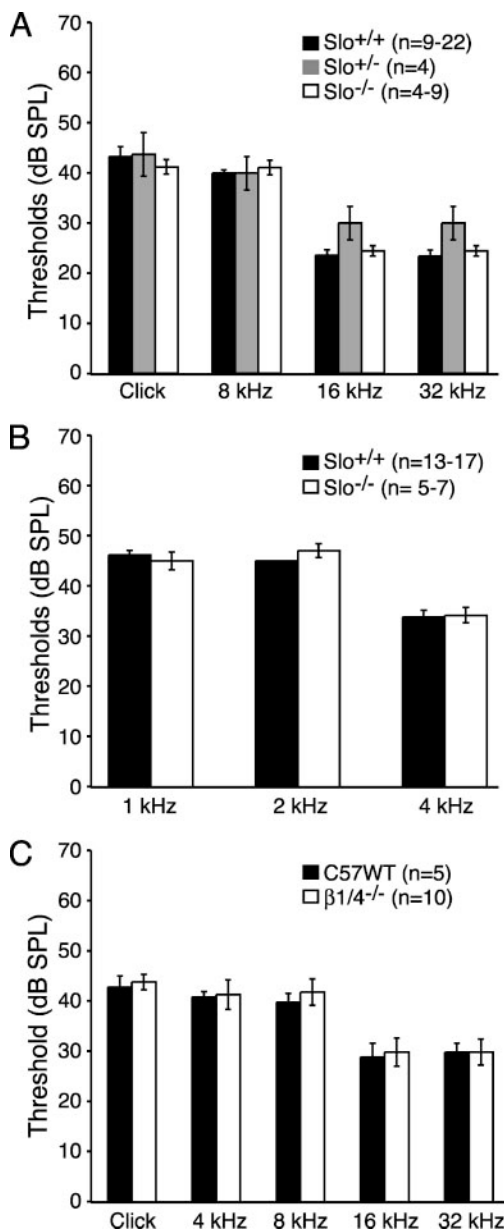 A
Slo+/+ (n=9-22)
Slo+/- (n=4)
Slo-/- (n=4-9)
Thresholds (dB SPL)
70
60
50
40
30
20
10
0
Click 8 kHz 16 kHz 32 kHz
B
Slo+/+ (n=13-17)
Slo-/- (n= 5-7)
Thresholds (dB SPL)
70
60
50
40
30
20
10
0
1 kHz 2 kHz 4 kHz
C
C57WT (n=5)
β1/4-/- (n=10)
Threshold (dB SPL)
70
60
50
40
30
20
10
0
Click 4 kHz 8 kHz 16 kHz 32 kHz